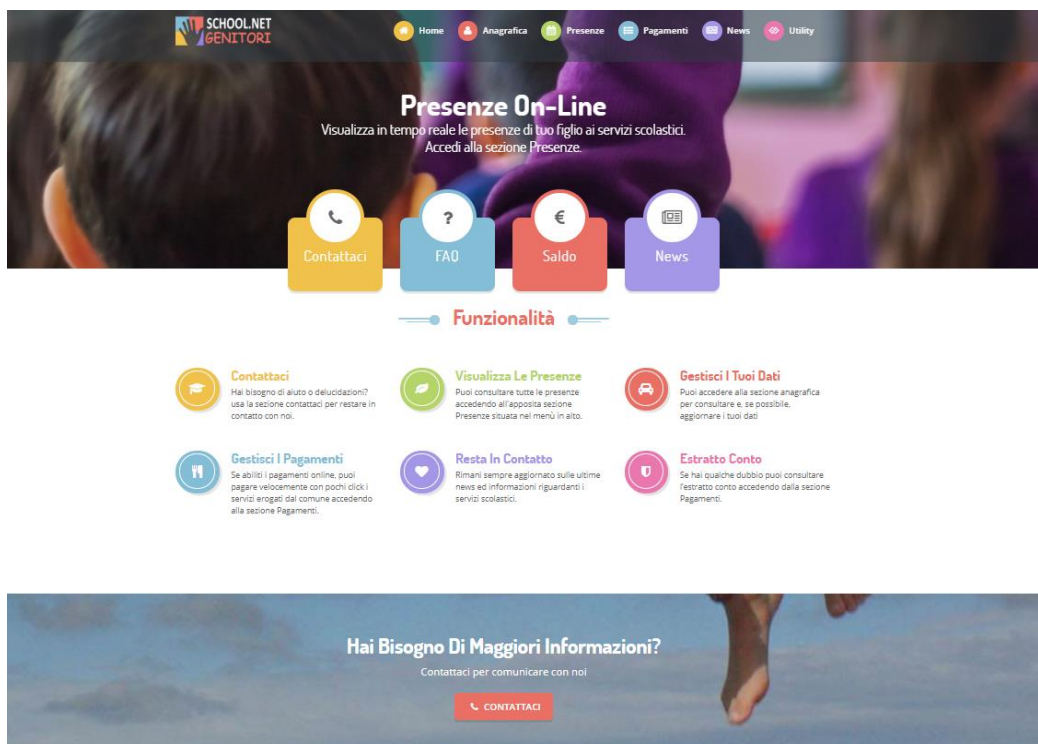 SCHOOL.NET
GENITORI
Home
Anagrafica
Presenze
Pagamenti
News
Utility
Presenze On-Line
Visualizza in tempo reale le presenze di tuo figlio ai servizi scolastici.
Accedi alla sezione Presenze.
?
€
Contattaci
FAQ
Saldo
News
Funzionalità
Contattaci
Hai bisogno di aiuto o delucidazioni?
usa la sezione contattaci per restare in
contatto con noi.
Visualizza Le Presenze
Puoi consultare tutte le presenze
accedendo all'apposita sezione
Presenze situata nel menù in alto.
Gestisci I Tuoi Dati
Puoi accedere alla sezione anagrafica
per consultare e, se possibile,
aggiornare i tuoi dati
Gestisci I Pagamenti
Se abiliti i pagamenti online, puoi
pagare velocemente con pochi click i
servizi erogati dal comune accedendo
alla sezione Pagamenti.
Resta In Contatto
Rimani sempre aggiornato sulle ultime
news ed informazioni riguardanti i
servizi scolastici.
Estratto Conto
Se hai qualche dubbio puoi consultare
l'estratto conto accedendo dalla sezione
Pagamenti.
Hai Bisogno Di Maggiori Informazioni?
Contattaci per comunicare con noi
CONTATTACI